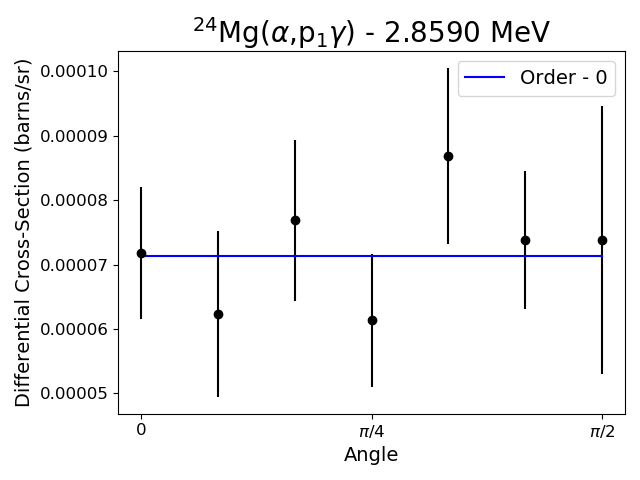 ²⁴Mg(α,p₁γ) - 2.8590 MeV
Order - 0
Differential Cross-Section (barns/sr)
0.00010
0.00009
0.00008
0.00007
0.00006
0.00005
0
π/4
π/2
Angle